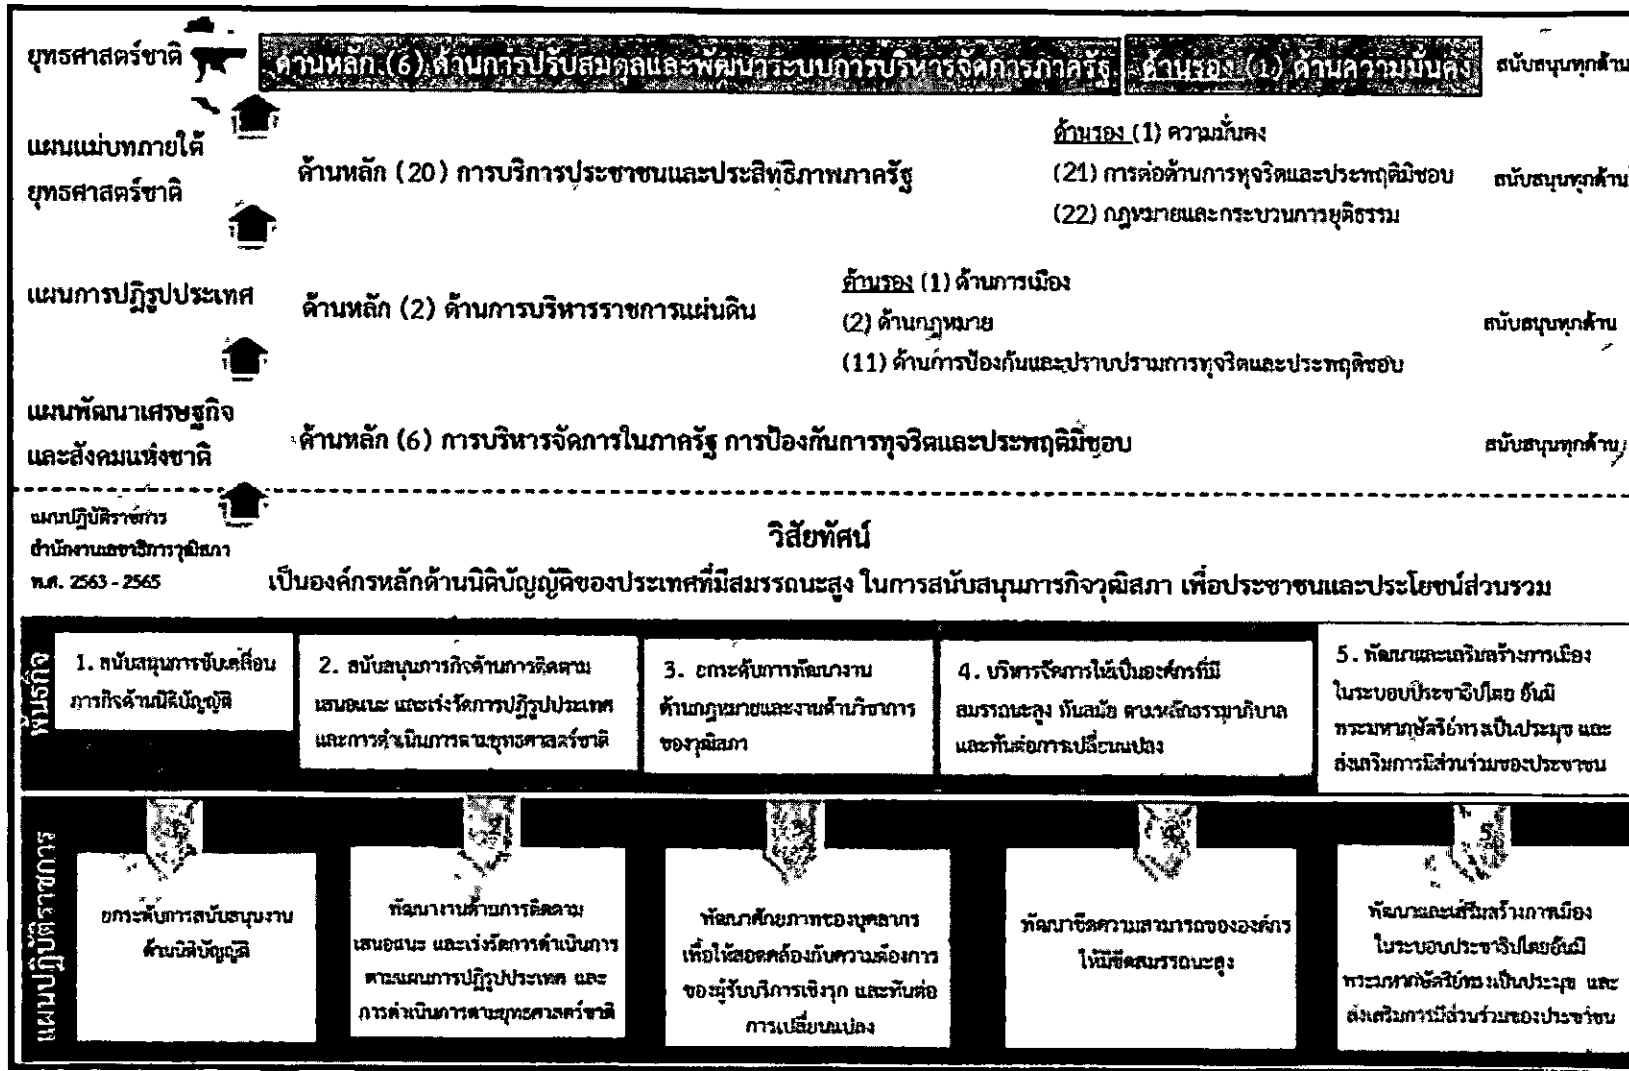 ยุทธศาสตร์ชาติ
ด้านหลัก (6) ด้านการปรับสมดุลและพัฒนาระบบการบริหารจัดการภาครัฐ
ด้านรอง (1) ด้านความมั่นคง
สนับสนุนทุกด้าน
แผนแม่บทภายใต้
ยุทธศาสตร์ชาติ
ด้านหลัก (20) การบริการประชาชนและประสิทธิภาพภาครัฐ
ด้านรอง (1) ความมั่นคง
(21) การต่อต้านการทุจริตและประพฤติมิชอบ
(22) กฎหมายและกระบวนการยุติธรรม
สนับสนุนทุกด้าน
แผนการปฏิรูปประเทศ
ด้านหลัก (2) ด้านการบริหารราชการแผ่นดิน
ด้านรอง (1) ด้านการเมือง
(2) ด้านกฎหมาย
(11) ด้านการป้องกันและปราบปรามการทุจริตและประพฤติชอบ
สนับสนุนทุกด้าน
แผนพัฒนาเศรษฐกิจ
และสังคมแห่งชาติ
ด้านหลัก (6) การบริหารจัดการในภาครัฐ การป้องกันการทุจริตและประพฤติมิชอบ
สนับสนุนทุกด้าน
แผนปฏิบัติราชการ
สำนักงานเลขาธิการวุฒิสภา
พ.ศ. 2563 - 2565
วิสัยทัศน์
เป็นองค์กรหลักด้านนิติบัญญัติของประเทศที่มีสมรรถนะสูง ในการสนับสนุนภารกิจวุฒิสภา เพื่อประชาชนและประโยชน์ส่วนรวม
พันธกิจ
1. สนับสนุนการขับเคลื่อน
ภารกิจด้านนิติบัญญัติ
2. สนับสนุนภารกิจด้านการติดตาม
เสนอแนะ และเร่งรัดการปฏิรูปประเทศ
และการดำเนินการตามยุทธศาสตร์ชาติ
3. ยกระดับการพัฒนางาน
ด้านกฎหมายและงานด้านวิชาการ
ของวุฒิสภา
4. บริหารจัดการให้เป็นองค์กรที่มี
สมรรถนะสูง ทันสมัย ตามหลักธรรมาภิบาล
และทันต่อการเปลี่ยนแปลง
5. พัฒนาและเสริมสร้างการเมือง
ในระบอบประชาธิปไตย อันมี
พระมหากษัตริย์ทรงเป็นประมุข และ
ส่งเสริมการมีส่วนร่วมของประชาชน
แผนปฏิบัติราชการ
ยกระดับการสนับสนุนงาน
ด้านนิติบัญญัติ
พัฒนางานด้านการติดตาม
เสนอแนะ และเร่งรัดการดำเนินการ
ตามแผนการปฏิรูปประเทศ และ
การดำเนินการตามยุทธศาสตร์ชาติ
พัฒนาศักยภาพของบุคลากร
เพื่อให้สอดคล้องกับความต้องการ
ของผู้รับบริการเชิงรุก และทันต่อ
การเปลี่ยนแปลง
พัฒนาขีดความสามารถขององค์กร
ให้มีขีดสมรรถนะสูง
พัฒนาและเสริมสร้างการเมือง
ในระบอบประชาธิปไตยอันมี
พระมหากษัตริย์ทรงเป็นประมุข และ
ส่งเสริมการมีส่วนร่วมของประชาชน